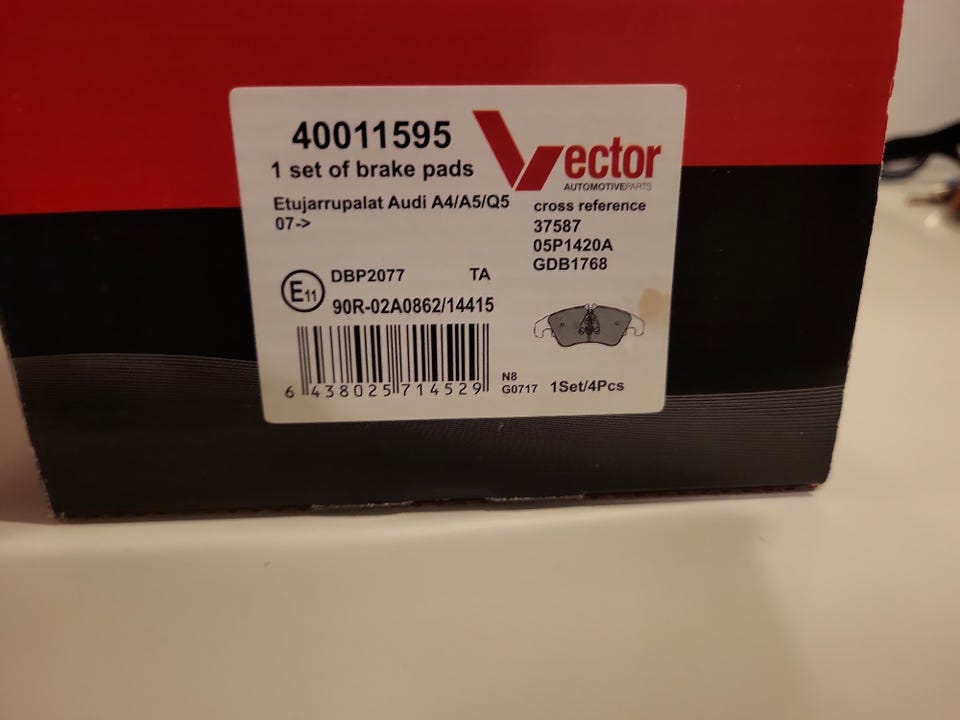 40011595
1 set of brake pads
Vector
AUTOMOTIVEPARTS
Etujarrupalat Audi A4/A5/Q5
07->
cross reference
37587
05P1420A
GDB1768
E11
DBP2077 TA
90R-02A0862/14415
6 438025 714529
N8
G0717
1Set/4Pcs